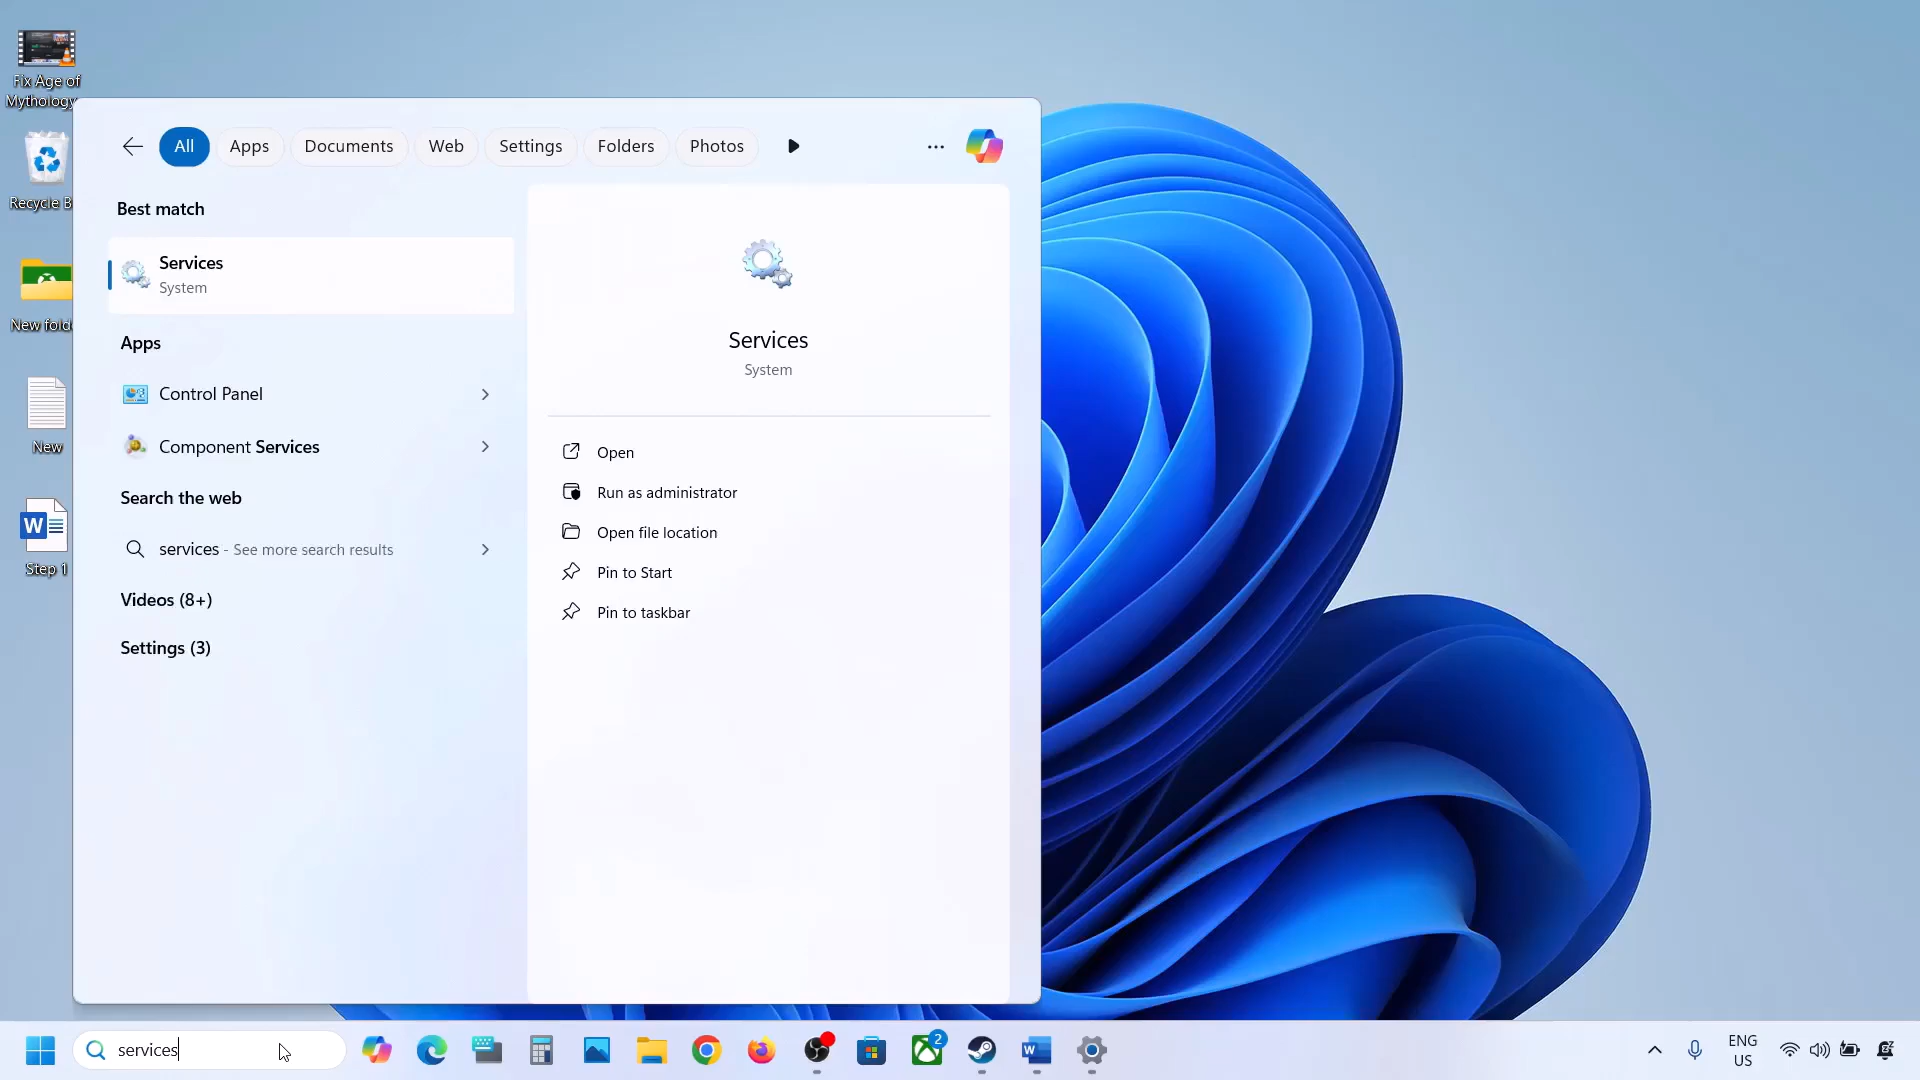 Fix Age of
Mythology
Recycle B
New fold
New
Step 1
All
Apps
Documents
Web
Settings
Folders
Photos
Best match
Services
System
Apps
Control Panel
Component Services
Search the web
services - See more search results
Videos (8+)
Settings (3)
Services
System
Open
Run as administrator
Open file location
Pin to Start
Pin to taskbar
services
2
ENG
US